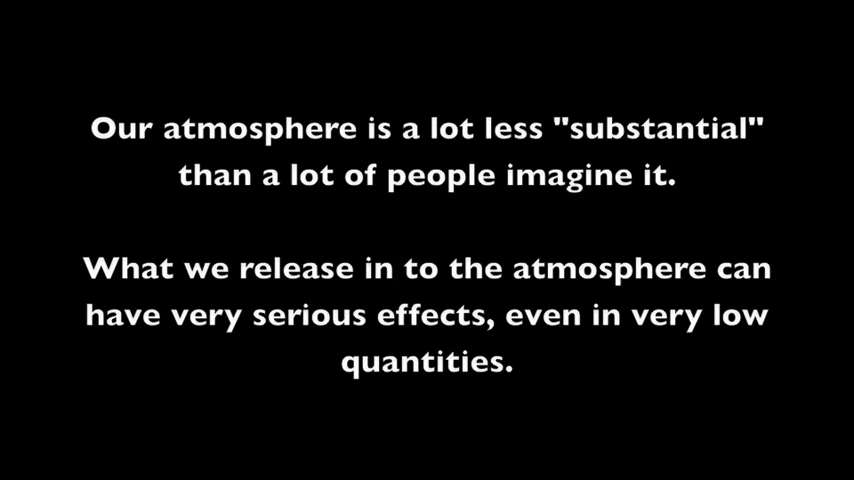 Our atmosphere is a lot less "substantial"
than a lot of people imagine it.
What we release in to the atmosphere can
have very serious effects, even in very low
quantities.